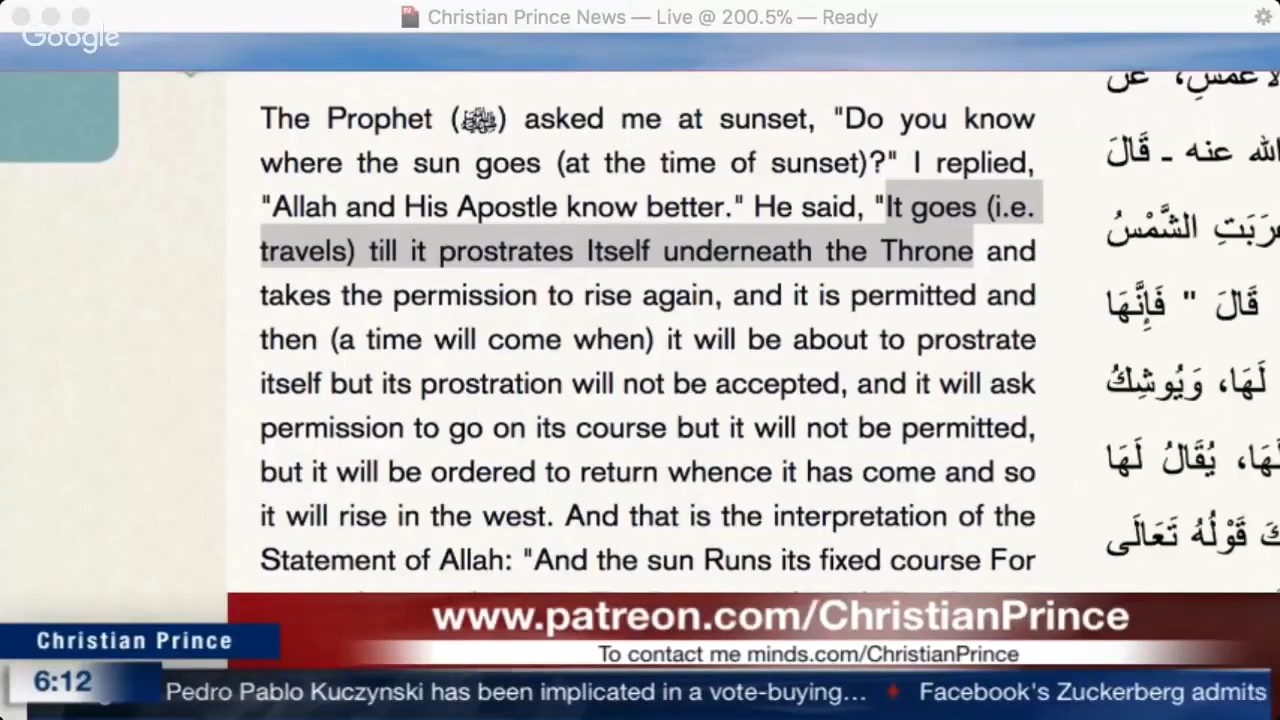 Christian Prince News — Live @ 200.5% — Ready
Google
The Prophet (ﷺ) asked me at sunset, "Do you know
where the sun goes (at the time of sunset)?" I replied,
"Allah and His Apostle know better." He said, "It goes (i.e.
travels) till it prostrates Itself underneath the Throne and
takes the permission to rise again, and it is permitted and
then (a time will come when) it will be about to prostrate
itself but its prostration will not be accepted, and it will ask
permission to go on its course but it will not be permitted,
but it will be ordered to return whence it has come and so
it will rise in the west. And that is the interpretation of the
Statement of Allah: "And the sun Runs its fixed course For
الله عنه ـ قَالَ
الشَّمْسُ
قَالَ " فَإِنَّهَا
لَهَا، وَيُوشِكُ
يُقَالُ لَهَا
قَوْلُهُ تَعَالَى
www.patreon.com/ChristianPrince
To contact me minds.com/ChristianPrince
Christian Prince
6:12
Pedro Pablo Kuczynski has been implicated in a vote-buying... Facebook's Zuckerberg admits